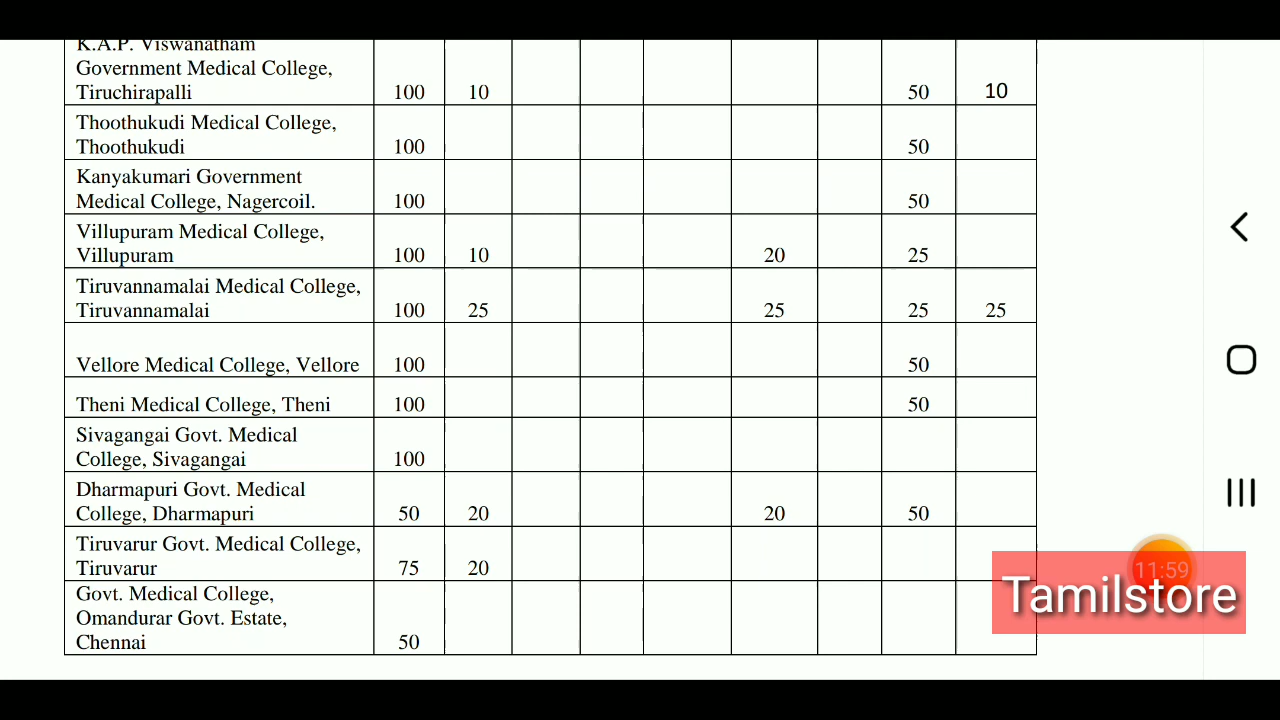 K.A.P. Viswanatham
Government Medical College,
Tiruchirapalli 100 10 50 10
Thoothukudi Medical College,
Thoothukudi 100 50
Kanyakumari Government
Medical College, Nagercoil. 100 50
Villupuram Medical College,
Villupuram 100 10 20 25
Tiruvannamalai Medical College,
Tiruvannamalai 100 25 25 25 25
Vellore Medical College, Vellore 100 50
Theni Medical College, Theni 100 50
Sivagangai Govt. Medical
College, Sivagangai 100
Dharmapuri Govt. Medical
College, Dharmapuri 50 20 20 50
Tiruvarur Govt. Medical College,
Tiruvarur 75 20
Govt. Medical College,
Omandurar Govt. Estate,
Chennai 50
11:59
Tamilstore